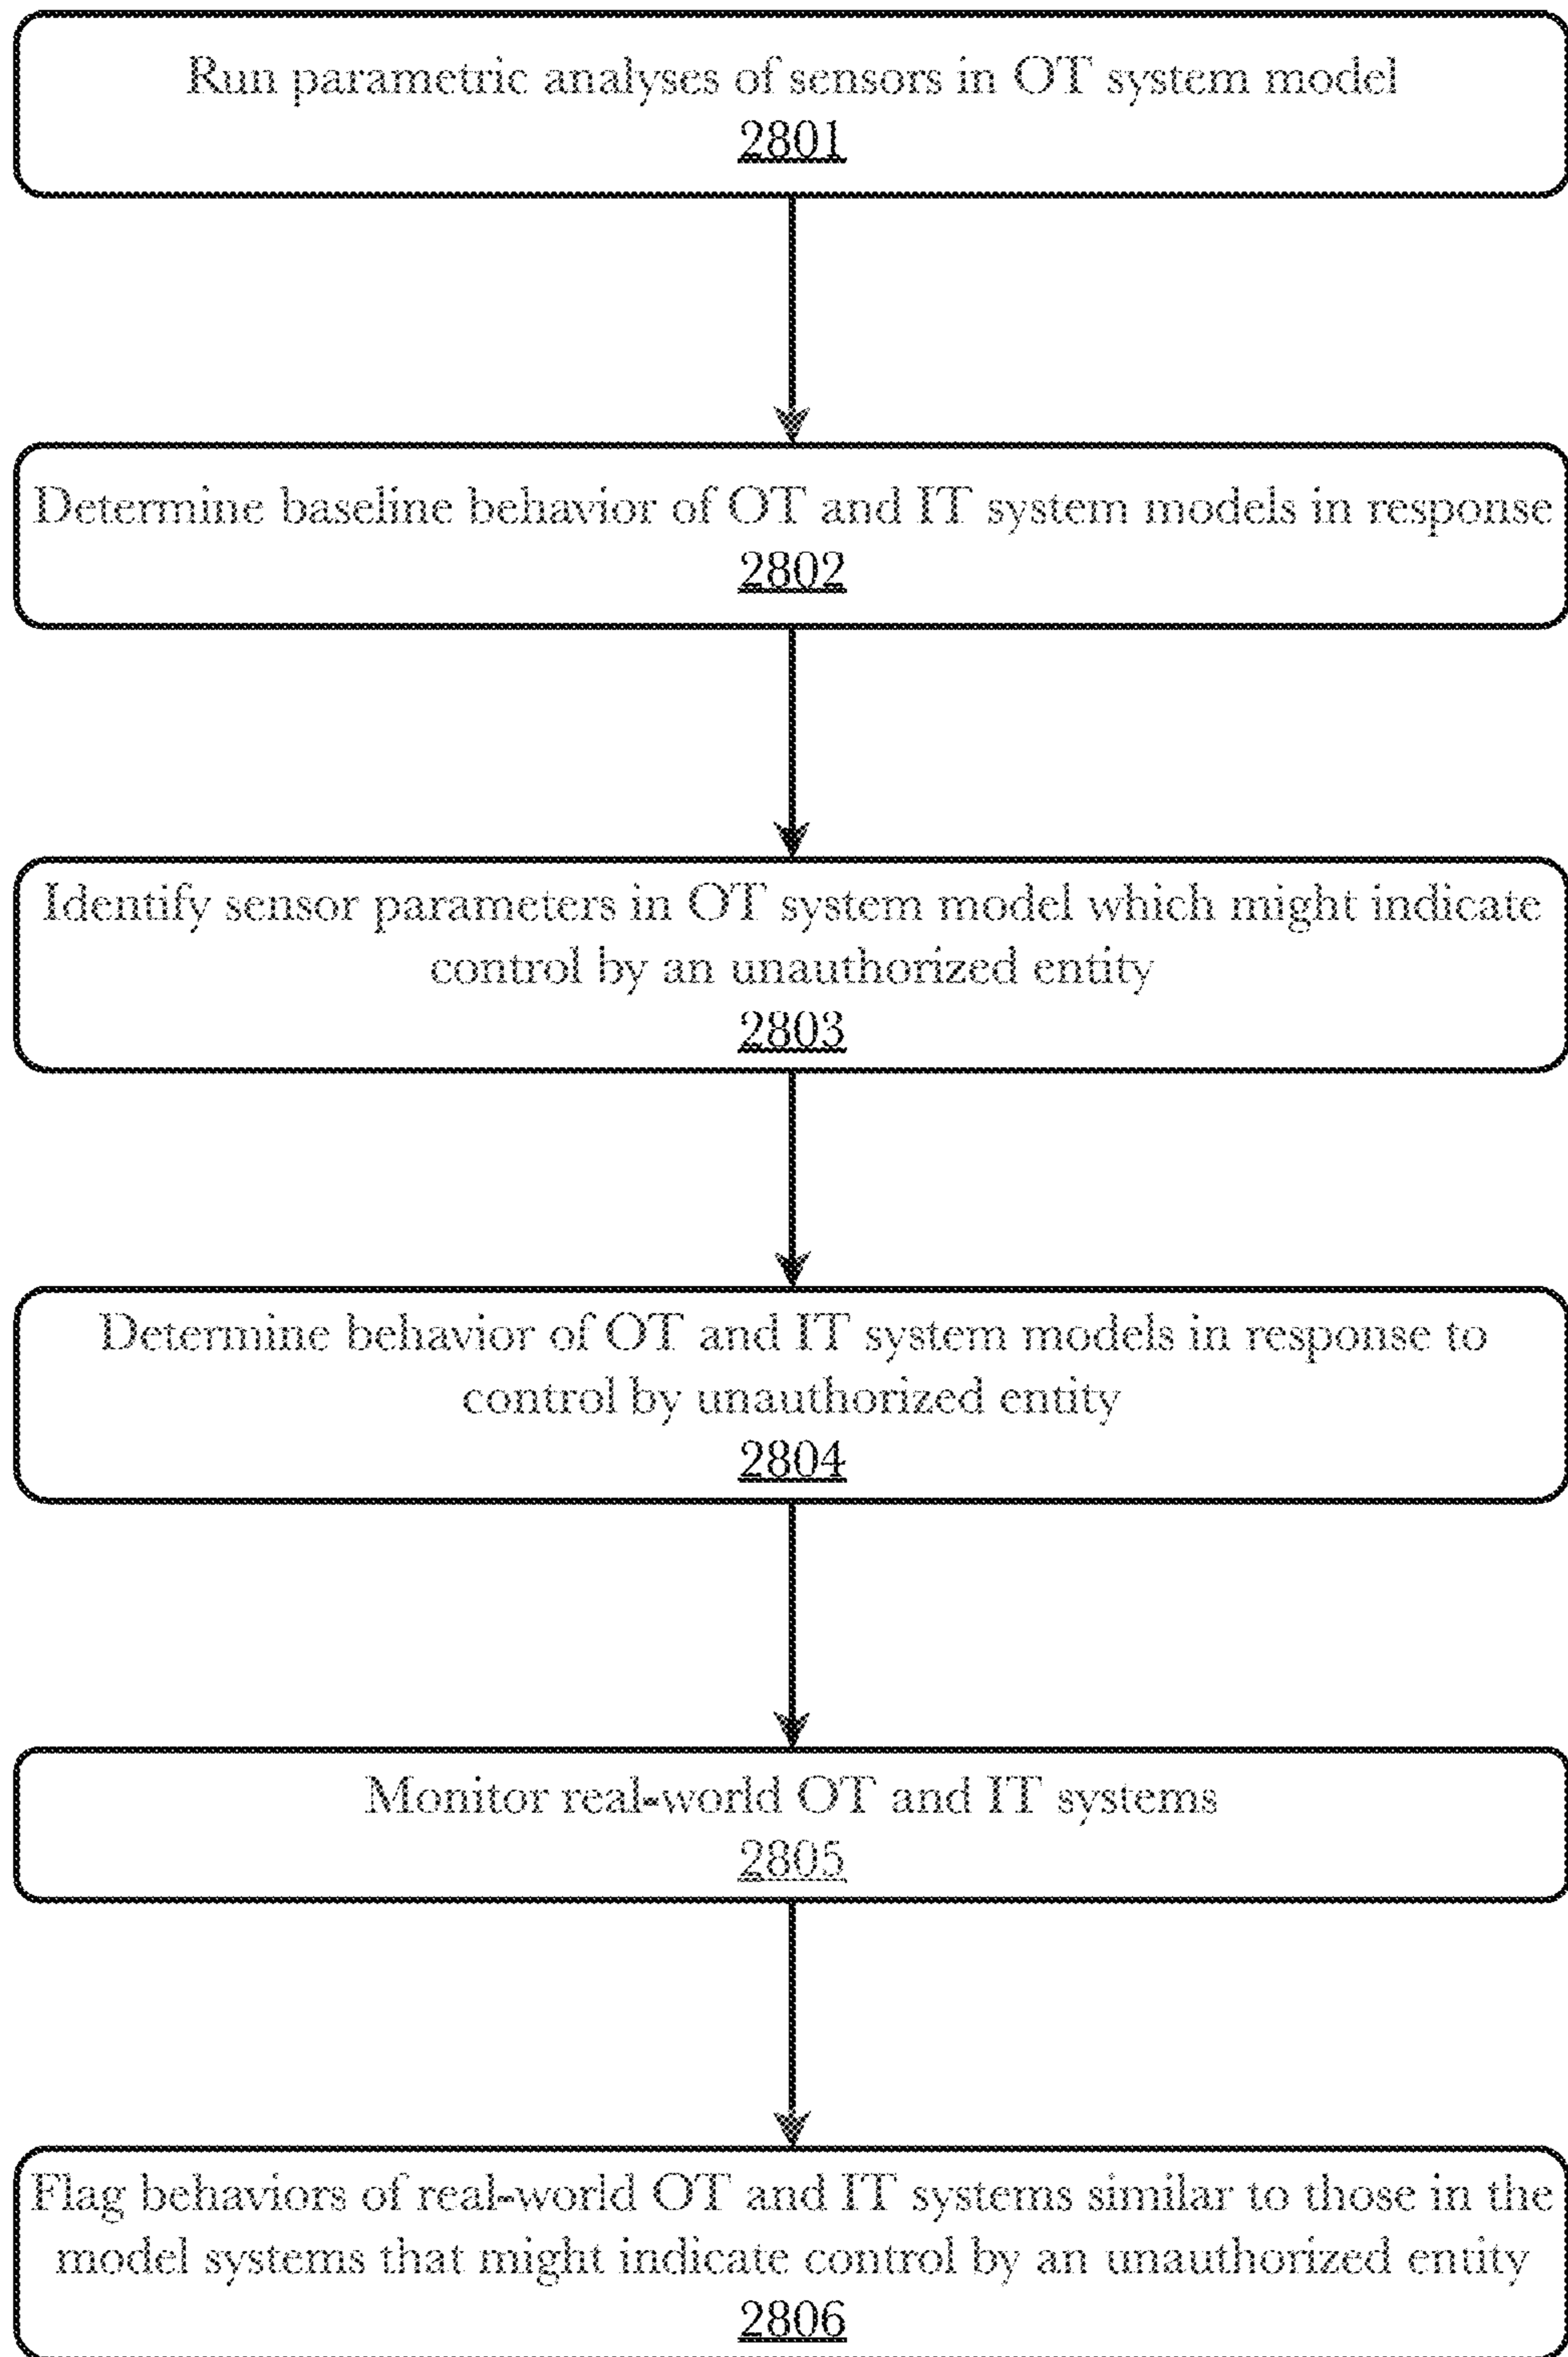 Run parametric analyses of sensors in OT system model
2801
Determine baseline behavior of OT and IT system models in response
2802
Identify sensor parameters in OT system model which might indicate
control by an unauthorized entity
2803
Determine behavior of OT and IT system models in response to
control by unauthorized entity
2804
Monitor real-world OT and IT systems
2805
Flag behaviors of real-world OT and IT systems similar to those in the
model systems that might indicate control by an unauthorized entity
2806